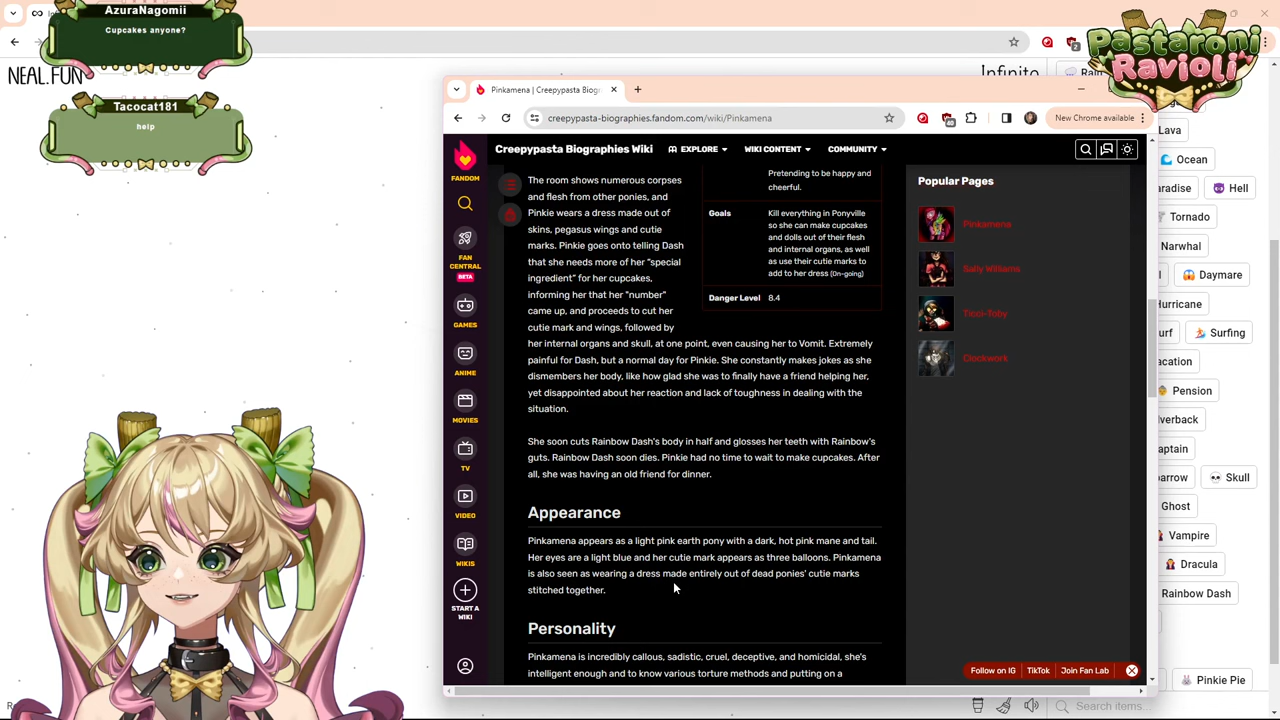 AzuraNagomii
Cupcakes anyone?
Tacocat181
help
NEAL.FUN
Pastaroni
Ravioli
Infinite
Pinkamena | Creepypasta Biogr
creepypasta-biographies.fandom.com/wiki/Pinkamena
New Chrome available
FANDOM
FAN
CENTRAL
BETA
GAMES
ANIME
MOVIES
TV
VIDEO
WIKIS
START A
WIKI
Creepypasta Biographies Wiki
EXPLORE
WIKI CONTENT
COMMUNITY
The room shows numerous corpses
and flesh from other ponies, and
Pinkie wears a dress made out of
skins, pegasus wings and cutie
marks. Pinkie goes onto telling Dash
that she needs more of her "special
ingredient" for her cupcakes,
informing her that her "number"
came up, and proceeds to cut her
cutie mark and wings, followed by
her internal organs and skull, at one point, even causing her to Vomit. Extremely
painful for Dash, but a normal day for Pinkie. She constantly makes jokes as she
dismembers her body, like how glad she was to finally have a friend helping her,
yet disappointed about her reaction and lack of toughness in dealing with the
situation.
She soon cuts Rainbow Dash's body in half and glosses her teeth with Rainbow's
guts. Rainbow Dash soon dies. Pinkie had no time to wait to make cupcakes. After
all, she was having an old friend for dinner.
Appearance
Pinkamena appears as a light pink earth pony with a dark, hot pink mane and tail.
Her eyes are a light blue and her cutie mark appears as three balloons. Pinkamena
is also seen as wearing a dress made entirely out of dead ponies' cutie marks
stitched together.
Personality
Pinkamena is incredibly callous, sadistic, cruel, deceptive, and homicidal, she's
intelligent enough and to know various torture methods and putting on a
Pretending to be happy and
cheerful.
Goals
Kill everything in Ponyville
so she can make cupcakes
and dolls out of their flesh
and internal organs, as well
as use their cutie marks to
add to her dress (On-going)
Danger Level
8.4
Popular Pages
Pinkamena
Sally Williams
Ticci-Toby
Clockwork
Follow on IG
TikTok
Join Fan Lab
Rain
Lava
Ocean
aradise
Hell
Tornado
Narwhal
Daymare
Hurricane
urf
Surfing
acation
Pension
lverback
aptain
arrow
Skull
Ghost
Vampire
Dracula
Rainbow Dash
Pinkie Pie
Search items...